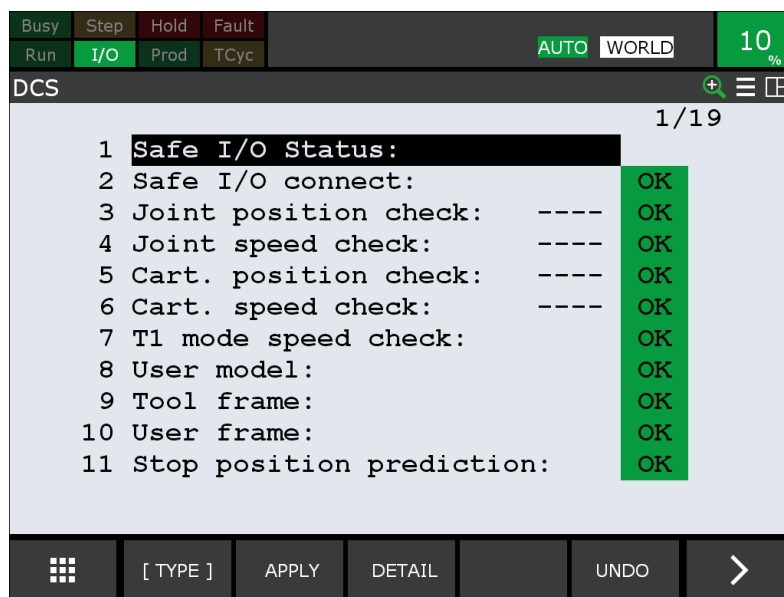 Busy Step Hold Fault
Run I/O Prod TCyc AUTO WORLD 10 %
DCS
1/19
1 Safe I/O Status:
2 Safe I/O connect: OK
3 Joint position check: ---- OK
4 Joint speed check: ---- OK
5 Cart. position check: ---- OK
6 Cart. speed check: ---- OK
7 T1 mode speed check: OK
8 User model: OK
9 Tool frame: OK
10 User frame: OK
11 Stop position prediction: OK
[ TYPE ] APPLY DETAIL UNDO >